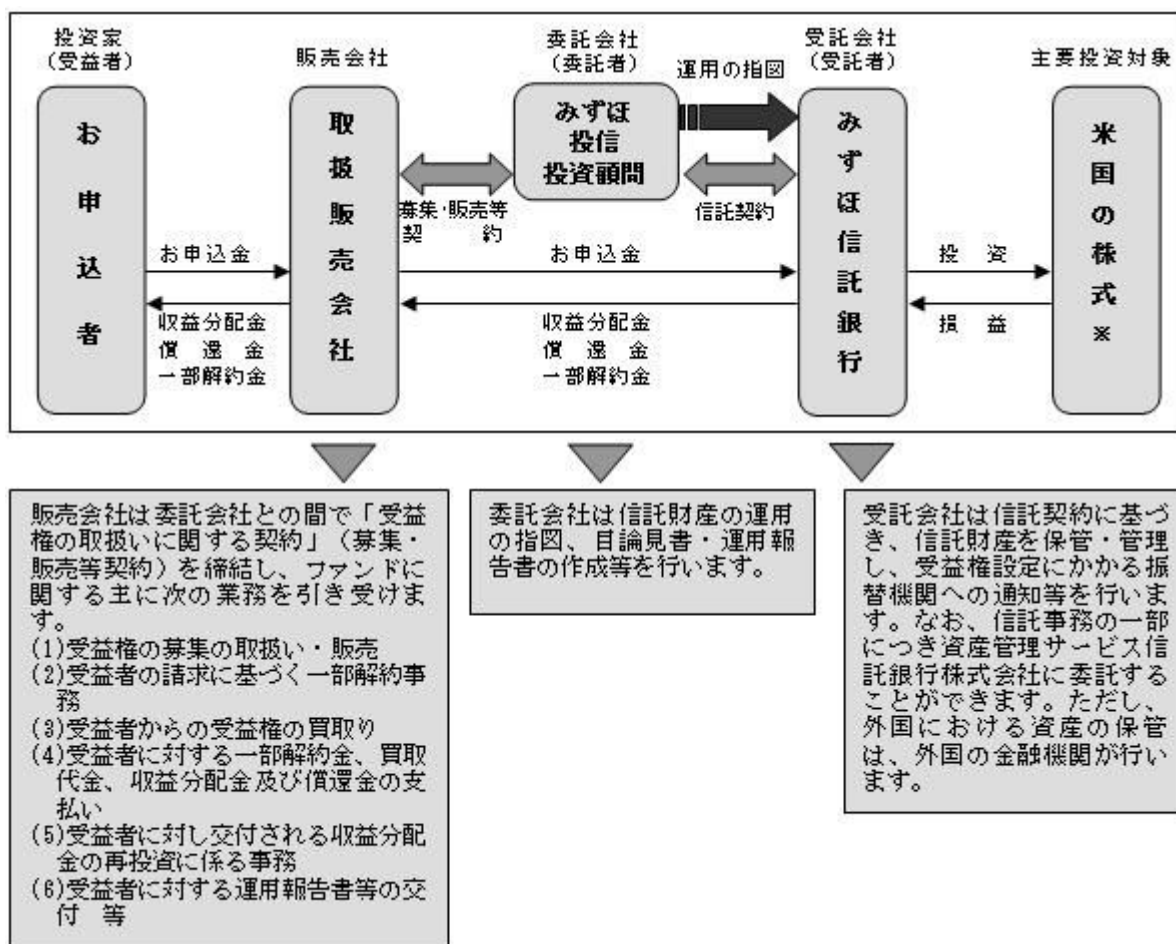 投資家
（受益者）
お申込者
販売会社
取扱販売会社
委託会社
（委託者）
みずほ
投信
投資顧問
運用の指図
受託会社
（受託者）
みずほ信託銀行
主要投資対象
米国の株式※
募集・販売等
契約
信託契約
お申込金
収益分配金
償還金
一部解約金
お申込金
収益分配金
償還金
一部解約金
投資
損益
販売会社は委託会社との間で「受益
権の取扱いに関する契約」（募集・
販売等契約）を締結し、ファンドに
関する主に次の業務を引き受けま
す。
(1)受益権の募集の取扱い・販売
(2)受益者の請求に基づく一部解約事
務
(3)受益者からの受益権の買取り
(4)受益者に対する一部解約金、買取
代金、収益分配金及び償還金の支
払い
(5)受益者に対し交付される収益分配
金の再投資に係る事務
(6)受益者に対する運用報告書等の交
付　等
委託会社は信託財産の運用
の指図、目論見書・運用報
告書の作成等を行います。
受託会社は信託契約に基づ
き、信託財産を保管・管理
し、受益権設定にかかる振
替機関への通知等を行いま
す。なお、信託事務の一部
につき資産管理サービス信
託銀行株式会社に委託する
ことができます。ただし、
外国における資産の保管
は、外国の金融機関が行い
ます。